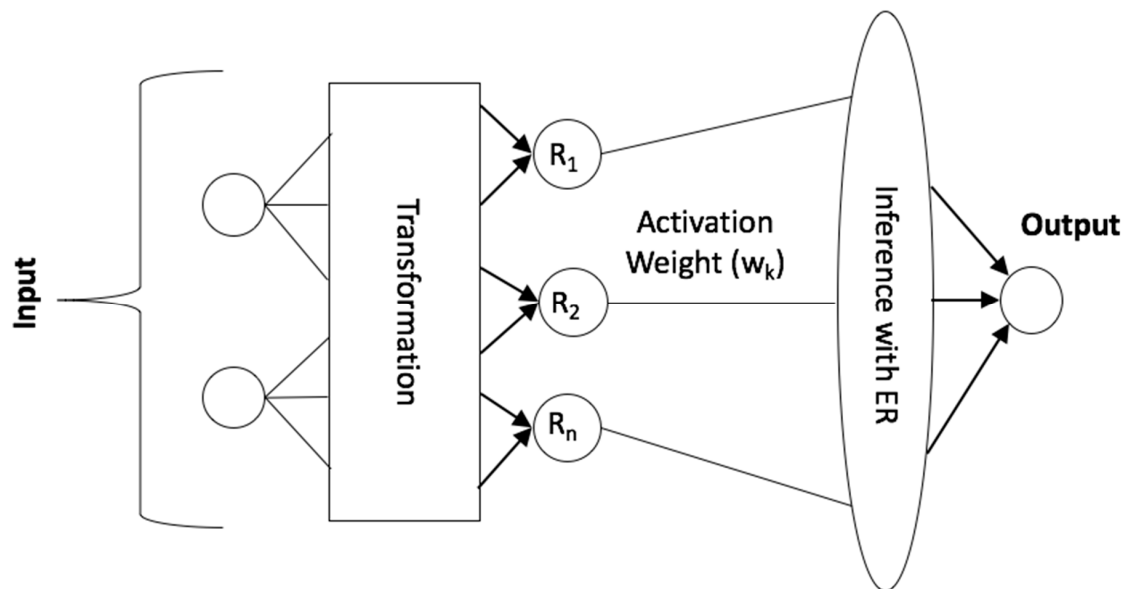 Input
Transformation
R₁
R₂
Rₙ
Activation
Weight (wₖ)
Inference with ER
Output